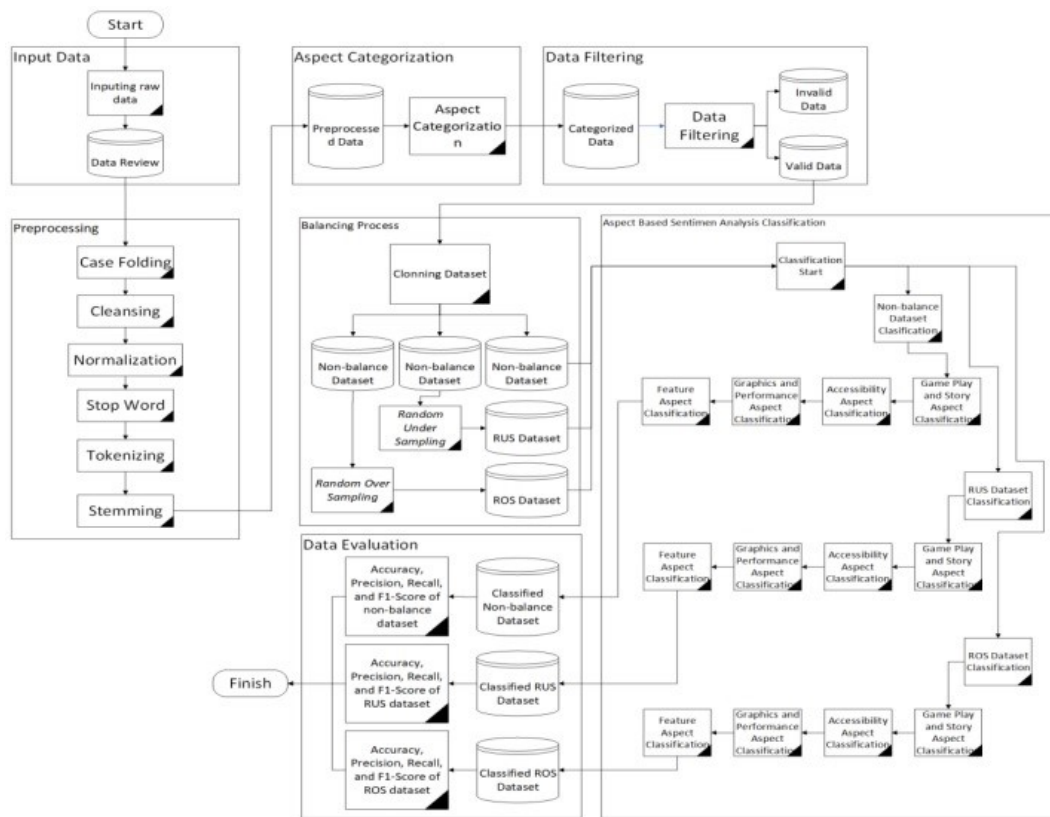 Start
Input Data
Inputing raw
data
Data Review
Preprocessing
Case Folding
Cleansing
Normalization
Stop Word
Tokenizing
Stemming
Aspect Categorization
Preprocesse
d Data
Aspect
Categorizatio
n
Data Filtering
Categorized
Data
Data
Filtering
Invalid
Data
Valid Data
Balancing Process
Clonning Dataset
Non-balance
Dataset
Non-balance
Dataset
Non-balance
Dataset
Random
Under
Sampling
RUS Dataset
Random Over
Sampling
ROS Dataset
Aspect Based Sentimen Analysis Classification
Classification
Start
Non-balance
Dataset
Clasification
Game Play
and Story
Aspect
Classification
Accessibility
Aspect
Classification
Graphics and
Performance
Aspect
Classification
Feature
Aspect
Classification
RUS Dataset
Classification
Game Play
and Story
Aspect
Classification
Accessibility
Aspect
Classification
Graphics and
Performance
Aspect
Classification
Feature
Aspect
Classification
ROS Dataset
Classification
Game Play
and Story
Aspect
Classification
Accessibility
Aspect
Classification
Graphics and
Performance
Aspect
Classification
Feature
Aspect
Classification
Data Evaluation
Accuracy,
Precision, Recall,
and F1-Score of
non-balance
dataset
Classified
Non-balance
Dataset
Accuracy,
Precision, Recall,
and F1-Score of
RUS dataset
Classified RUS
Dataset
Accuracy,
Precision, Recall,
and F1-Score of
ROS dataset
Classified ROS
Dataset
Finish